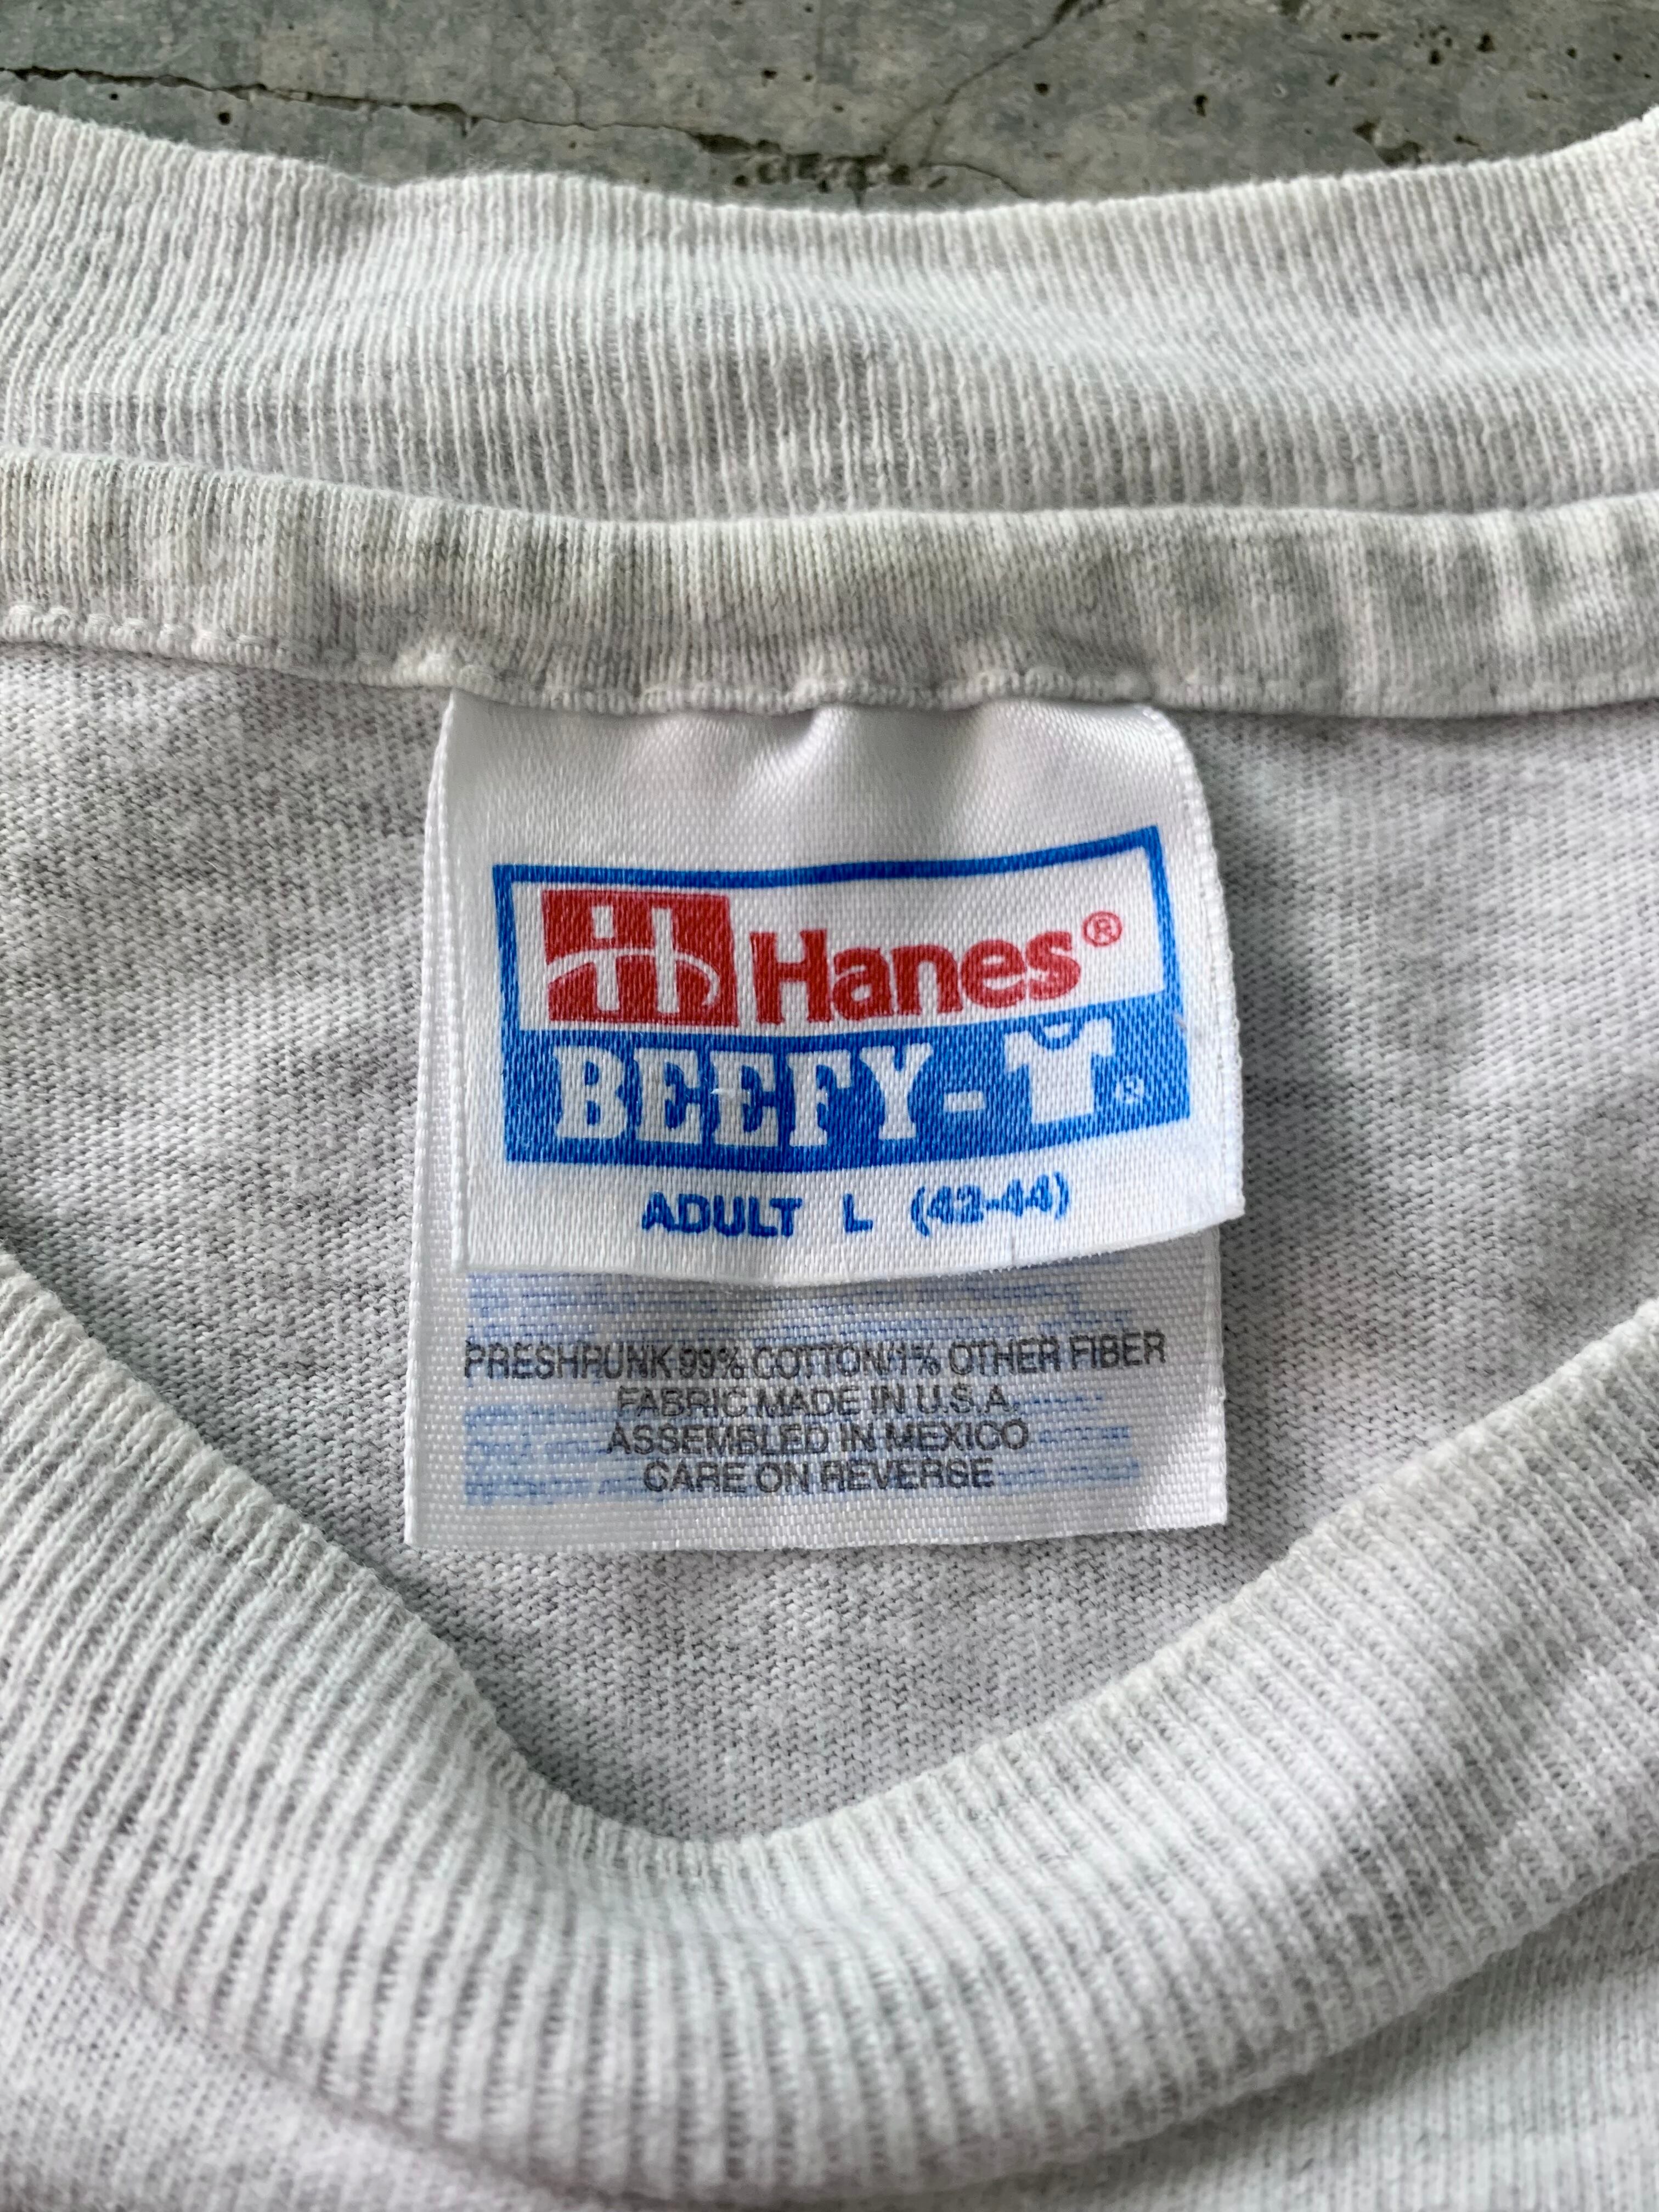 Hanes®
BEEFY-T®
ADULT L (42-44)
PRESHRUNK 99% COTTON/1% OTHER FIBER
FABRIC MADE IN U.S.A.
ASSEMBLED IN MEXICO
CARE ON REVERSE